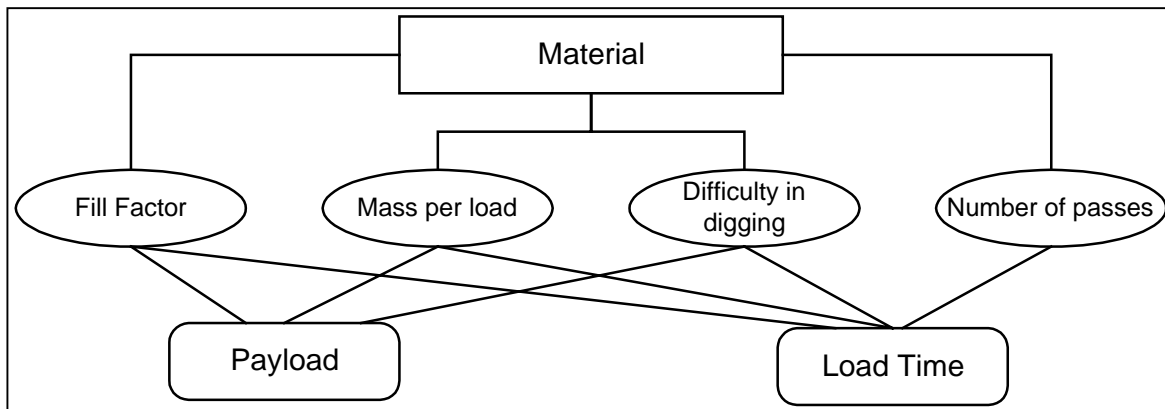 Material
Fill Factor
Mass per load
Difficulty in
digging
Number of passes
Payload
Load Time